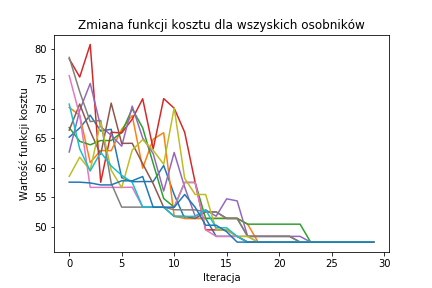 Zmiana funkcji kosztu dla wszyskich osobników
Wartość funkcji kosztu
80
75
70
65
60
55
50
0 5 10 15 20 25 30
Iteracja